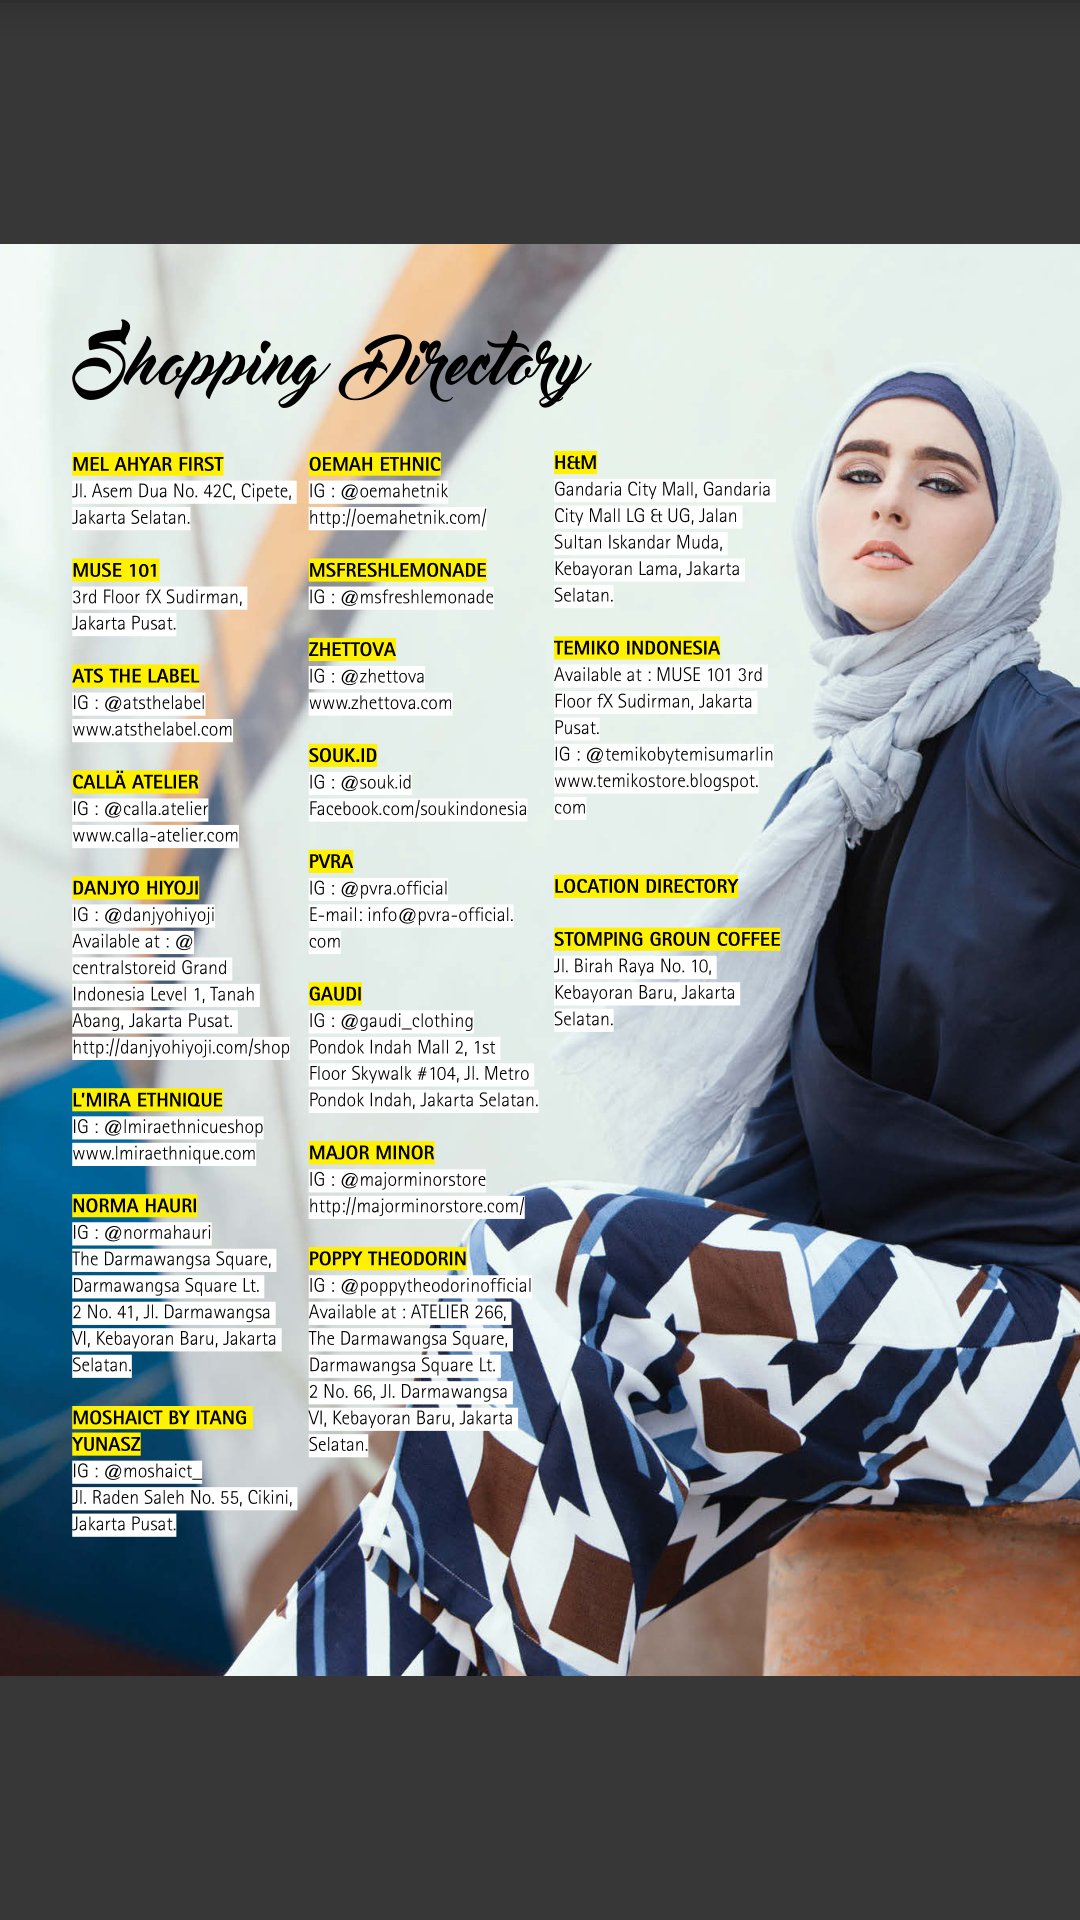 Shopping Directory
MEL AHYAR FIRST
Jl. Asem Dua No. 42C, Cipete,
Jakarta Selatan.
MUSE 101
3rd Floor fX Sudirman,
Jakarta Pusat.
ATS THE LABEL
IG : @atsthelabel
www.atsthelabel.com
CALLÄ ATELIER
IG : @calla.atelier
www.calla-atelier.com
DANJYO HIYOJI
IG : @danjyohiyoji
Available at : @
centralstoreid Grand
Indonesia Level 1, Tanah
Abang, Jakarta Pusat.
http://danjyohiyoji.com/shop
L'MIRA ETHNIQUE
IG : @lmiraethnicueshop
www.lmiraethnique.com
NORMA HAURI
IG : @normahauri
The Darmawangsa Square,
Darmawangsa Square Lt.
2 No. 41, Jl. Darmawangsa
VI, Kebayoran Baru, Jakarta
Selatan.
MOSHAICT BY ITANG
YUNASZ
IG : @moshaict_
Jl. Raden Saleh No. 55, Cikini,
Jakarta Pusat.
OEMAH ETHNIC
IG : @oemahetnik
http://oemahetnik.com/
MSFRESHLEMONADE
IG : @msfreshlemonade
ZHETTOVA
IG : @zhettova
www.zhettova.com
SOUK.ID
IG : @souk.id
Facebook.com/soukindonesia
PVRA
IG : @pvra.official
E-mail: info@pvra-official.
com
GAUDI
IG : @gaudi_clothing
Pondok Indah Mall 2, 1st
Floor Skywalk #104, Jl. Metro
Pondok Indah, Jakarta Selatan.
MAJOR MINOR
IG : @majorminorstore
http://majorminorstore.com/
POPPY THEODORIN
IG : @poppytheodorinofficial
Available at : ATELIER 266,
The Darmawangsa Square,
Darmawangsa Square Lt.
2 No. 66, Jl. Darmawangsa
VI, Kebayoran Baru, Jakarta
Selatan.
H&M
Gandaria City Mall, Gandaria
City Mall LG & UG, Jalan
Sultan Iskandar Muda,
Kebayoran Lama, Jakarta
Selatan.
TEMIKO INDONESIA
Available at : MUSE 101 3rd
Floor fX Sudirman, Jakarta
Pusat.
IG : @temikobytemisumarlin
www.temikostore.blogspot.
com
LOCATION DIRECTORY
STOMPING GROUN COFFEE
Jl. Birah Raya No. 10,
Kebayoran Baru, Jakarta
Selatan.